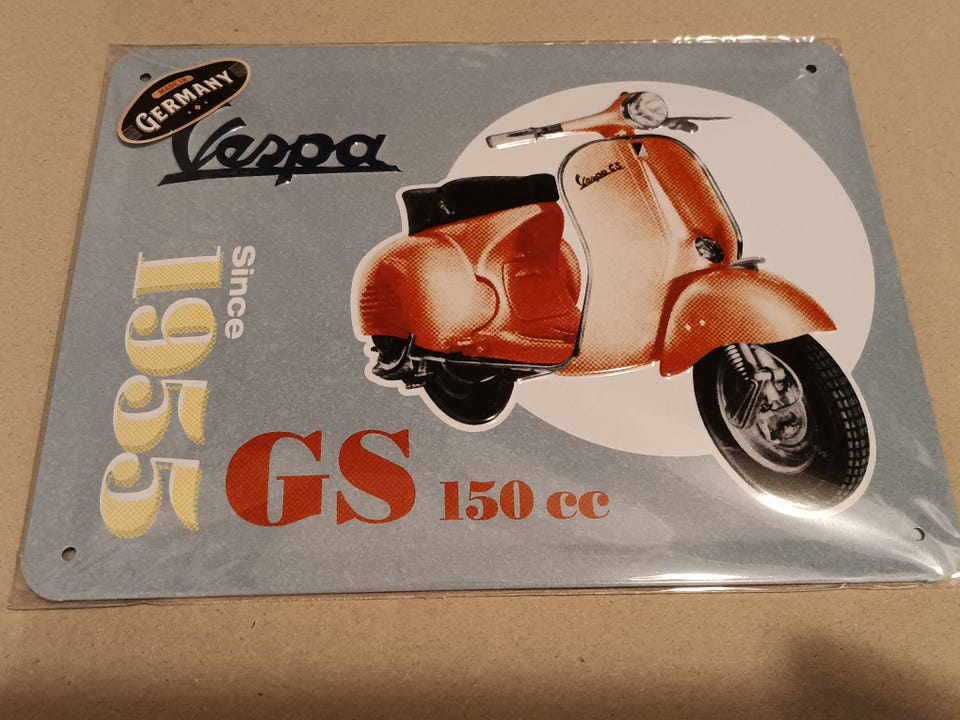 MADE IN
GERMANY
Vespa
Vespa GS
Since
1955
GS 150 cc